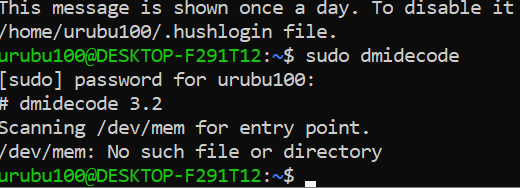 This message is shown once a day. To disable it
/home/urubu100/.hushlogin file.
urubu100@DESKTOP-F291T12:~$ sudo dmidecode
[sudo] password for urubu100:
# dmidecode 3.2
Scanning /dev/mem for entry point.
/dev/mem: No such file or directory
urubu100@DESKTOP-F291T12:~$